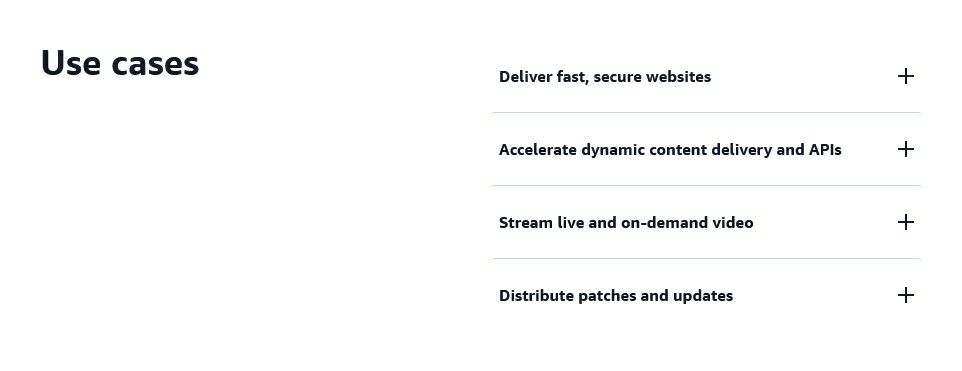 Use cases
Deliver fast, secure websites
Accelerate dynamic content delivery and APIs
Stream live and on-demand video
Distribute patches and updates